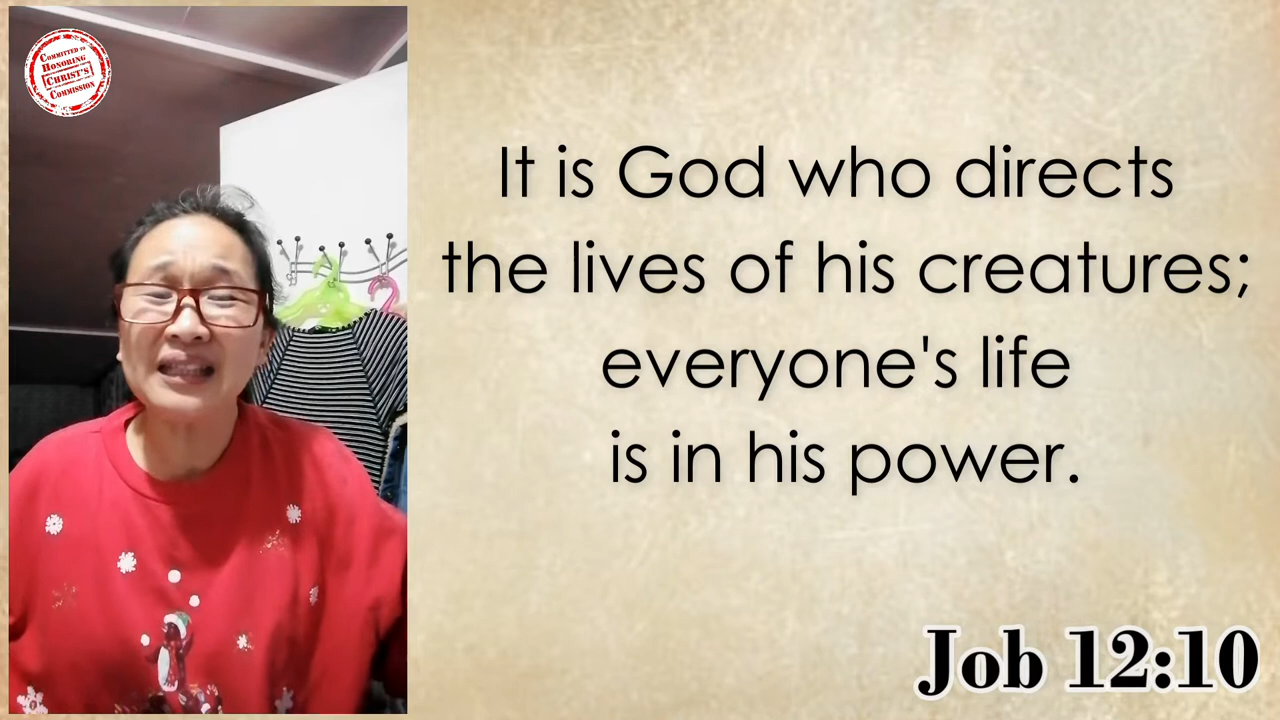 COMMITTED TO
HONORING
CHRIST'S
COMMISSION
It is God who directs
the lives of his creatures;
everyone's life
is in his power.
Job 12:10